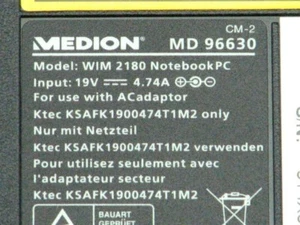 CM-2
MEDION MD 96630
Model: WIM 2180 NotebookPC
Input: 19V ⎓ 4.74A
For use with ACadaptor
Ktec KSAFK1900474T1M2 only
Nur mit Netzteil
Ktec KSAFK1900474T1M2 verwenden
Pour utilisez seulement avec
l'adaptateur secteur
Ktec KSAFK1900474T1M2
BAUART
GEPRÜFT